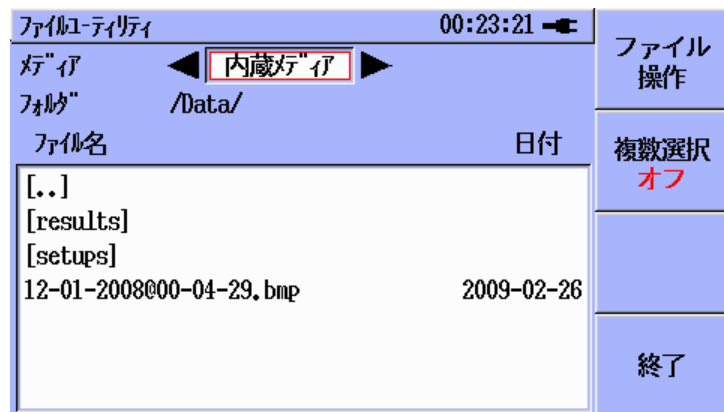 ﾌｧｲﾙﾕｰﾃｨﾘﾃｨ 00:23:21
ﾒﾃﾞｨｱ 内蔵ﾒﾃﾞｨｱ
ﾌｫﾙﾀﾞ /Data/
ﾌｧｲﾙ名 日付
[..]
[results]
[setups]
12-01-2008@00-04-29.bmp 2009-02-26
ファイル
操作
複数選択
オフ
終了